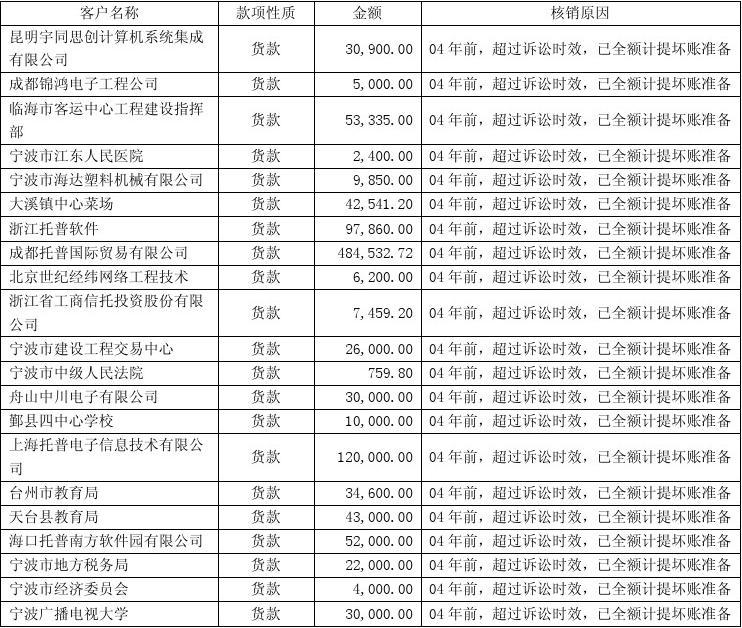 客户名称 款项性质 金额 核销原因
昆明宇同思创计算机系统集成
有限公司 货款 30,900.00 04 年前，超过诉讼时效，已全额计提坏账准备
成都锦鸿电子工程公司 货款 5,000.00 04 年前，超过诉讼时效，已全额计提坏账准备
临海市客运中心工程建设指挥
部 货款 53,335.00 04 年前，超过诉讼时效，已全额计提坏账准备
宁波市江东人民医院 货款 2,400.00 04 年前，超过诉讼时效，已全额计提坏账准备
宁波市海达塑料机械有限公司 货款 9,850.00 04 年前，超过诉讼时效，已全额计提坏账准备
大溪镇中心菜场 货款 42,541.20 04 年前，超过诉讼时效，已全额计提坏账准备
浙江托普软件 货款 97,860.00 04 年前，超过诉讼时效，已全额计提坏账准备
成都托普国际贸易有限公司 货款 484,532.72 04 年前，超过诉讼时效，已全额计提坏账准备
北京世纪经纬网络工程技术 货款 6,200.00 04 年前，超过诉讼时效，已全额计提坏账准备
浙江省工商信托投资股份有限
公司 货款 7,459.20 04 年前，超过诉讼时效，已全额计提坏账准备
宁波市建设工程交易中心 货款 26,000.00 04 年前，超过诉讼时效，已全额计提坏账准备
宁波市中级人民法院 货款 759.80 04 年前，超过诉讼时效，已全额计提坏账准备
舟山中川电子有限公司 货款 30,000.00 04 年前，超过诉讼时效，已全额计提坏账准备
鄞县四中心学校 货款 10,000.00 04 年前，超过诉讼时效，已全额计提坏账准备
上海托普电子信息技术有限公
司 货款 120,000.00 04 年前，超过诉讼时效，已全额计提坏账准备
台州市教育局 货款 34,600.00 04 年前，超过诉讼时效，已全额计提坏账准备
天台县教育局 货款 43,000.00 04 年前，超过诉讼时效，已全额计提坏账准备
海口托普南方软件园有限公司 货款 52,000.00 04 年前，超过诉讼时效，已全额计提坏账准备
宁波市地方税务局 货款 22,000.00 04 年前，超过诉讼时效，已全额计提坏账准备
宁波市经济委员会 货款 4,000.00 04 年前，超过诉讼时效，已全额计提坏账准备
宁波广播电视大学 货款 30,000.00 04 年前，超过诉讼时效，已全额计提坏账准备